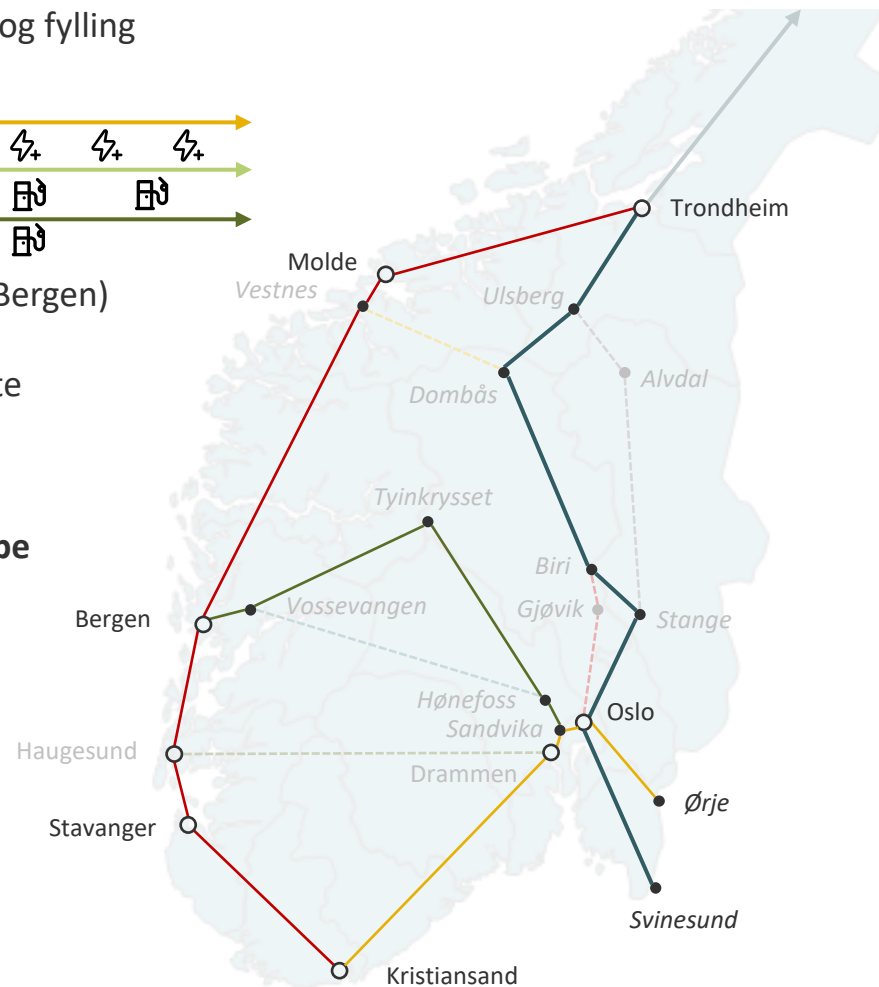 og fylling
Bergen)
te
be
Trondheim
Molde
Vestnes
Ulsberg
Dombås
Alvdal
Tyinkrysset
Biri
Gjøvik
Vossevangen
Bergen
Stange
Hønefoss
Oslo
Sandvika
Haugesund
Drammen
Ørje
Stavanger
Svinesund
Kristiansand